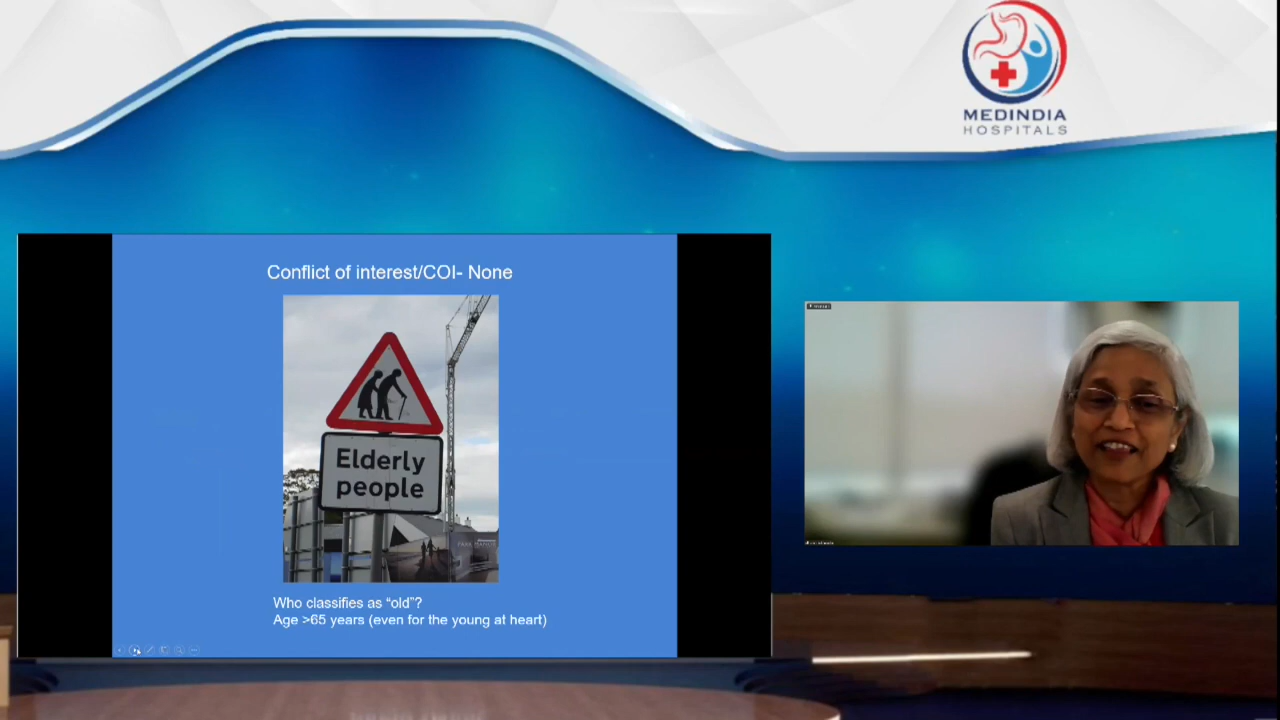 MEDINDIA
HOSPITALS
Conflict of interest/COI- None
Elderly
people
Who classifies as “old”?
Age >65 years (even for the young at heart)